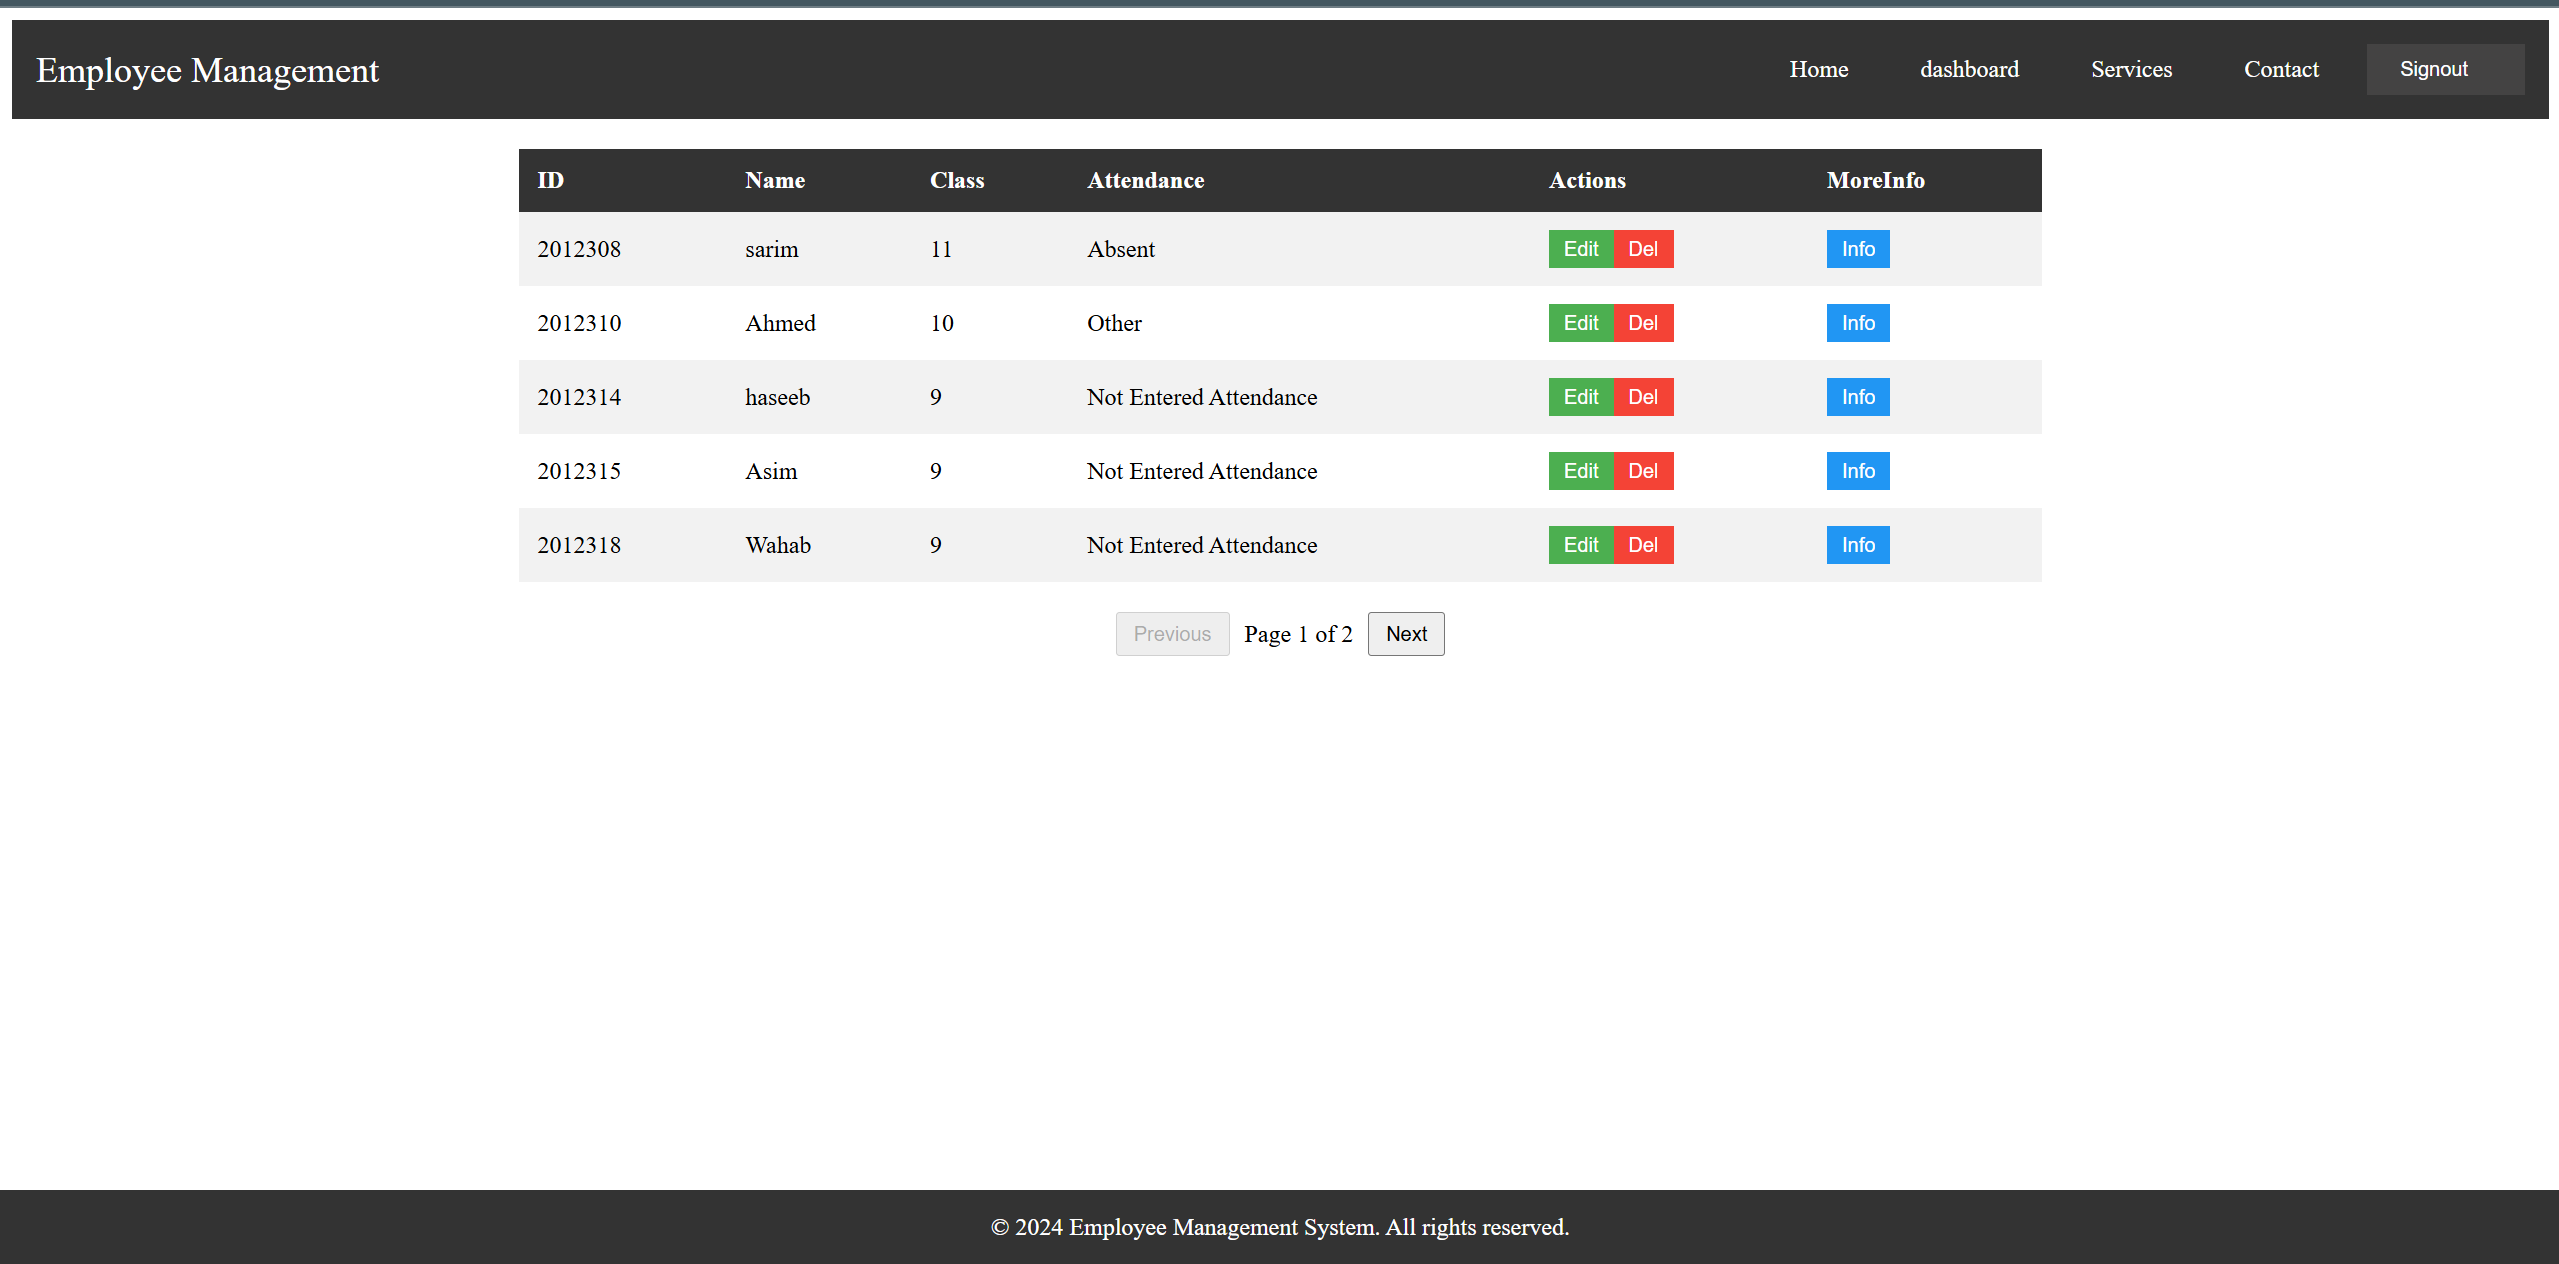 Employee Management Home dashboard Services Contact Signout
ID Name Class Attendance Actions MoreInfo
2012308 sarim 11 Absent Edit Del Info
2012310 Ahmed 10 Other Edit Del Info
2012314 haseeb 9 Not Entered Attendance Edit Del Info
2012315 Asim 9 Not Entered Attendance Edit Del Info
2012318 Wahab 9 Not Entered Attendance Edit Del Info
Previous Page 1 of 2 Next
© 2024 Employee Management System. All rights reserved.